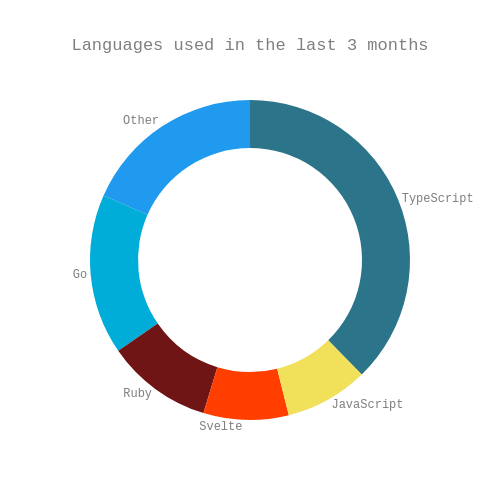 Languages used in the last 3 months
Other
TypeScript
Go
Ruby
JavaScript
Svelte